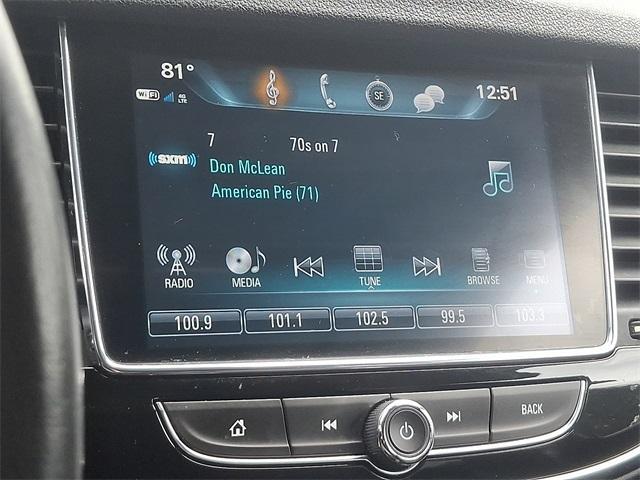 81° 12:51
WiFi 4G LTE SE
7 70s on 7
((sxm)) Don McLean
American Pie (71)
RADIO MEDIA TUNE BROWSE MENU
100.9 101.1 102.5 99.5 103.3
BACK